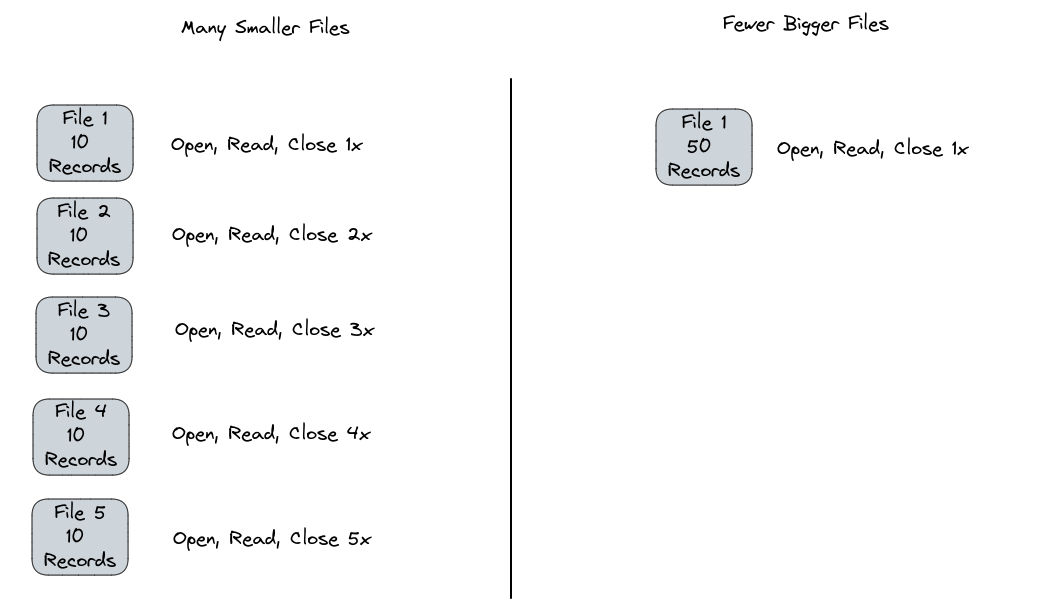 Many Smaller Files
File 1
10
Records
Open, Read, Close 1x
File 2
10
Records
Open, Read, Close 2x
File 3
10
Records
Open, Read, Close 3x
File 4
10
Records
Open, Read, Close 4x
File 5
10
Records
Open, Read, Close 5x
Fewer Bigger Files
File 1
50
Records
Open, Read, Close 1x